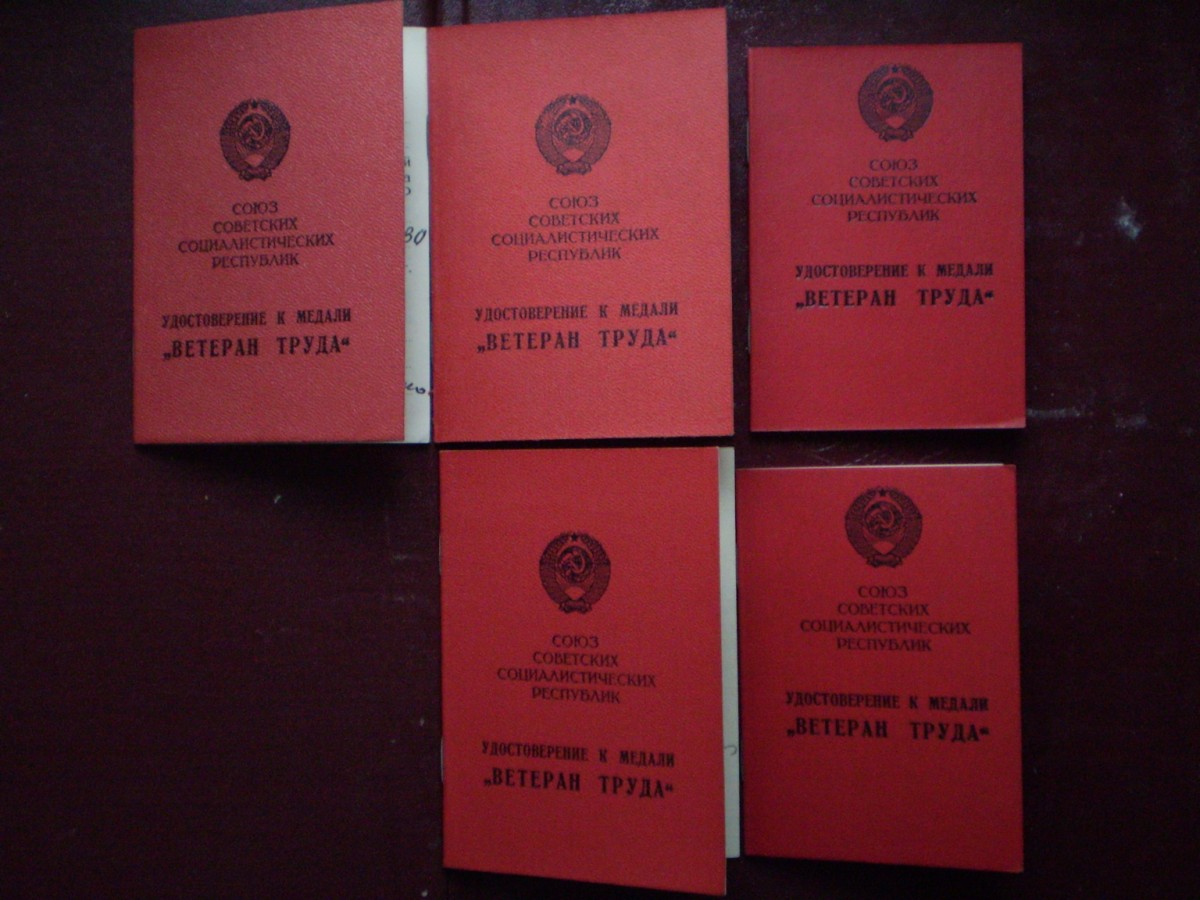 СОЮЗ
СОВЕТСКИХ
СОЦИАЛИСТИЧЕСКИХ
РЕСПУБЛИК
УДОСТОВЕРЕНИЕ К МЕДАЛИ
„ВЕТЕРАН ТРУДА“
80
СОЮЗ
СОВЕТСКИХ
СОЦИАЛИСТИЧЕСКИХ
РЕСПУБЛИК
УДОСТОВЕРЕНИЕ К МЕДАЛИ
„ВЕТЕРАН ТРУДА“
СОЮЗ
СОВЕТСКИХ
СОЦИАЛИСТИЧЕСКИХ
РЕСПУБЛИК
УДОСТОВЕРЕНИЕ К МЕДАЛИ
„ВЕТЕРАН ТРУДА“
СОЮЗ
СОВЕТСКИХ
СОЦИАЛИСТИЧЕСКИХ
РЕСПУБЛИК
УДОСТОВЕРЕНИЕ К МЕДАЛИ
„ВЕТЕРАН ТРУДА“
СОЮЗ
СОВЕТСКИХ
СОЦИАЛИСТИЧЕСКИХ
РЕСПУБЛИК
УДОСТОВЕРЕНИЕ К МЕДАЛИ
„ВЕТЕРАН ТРУДА“